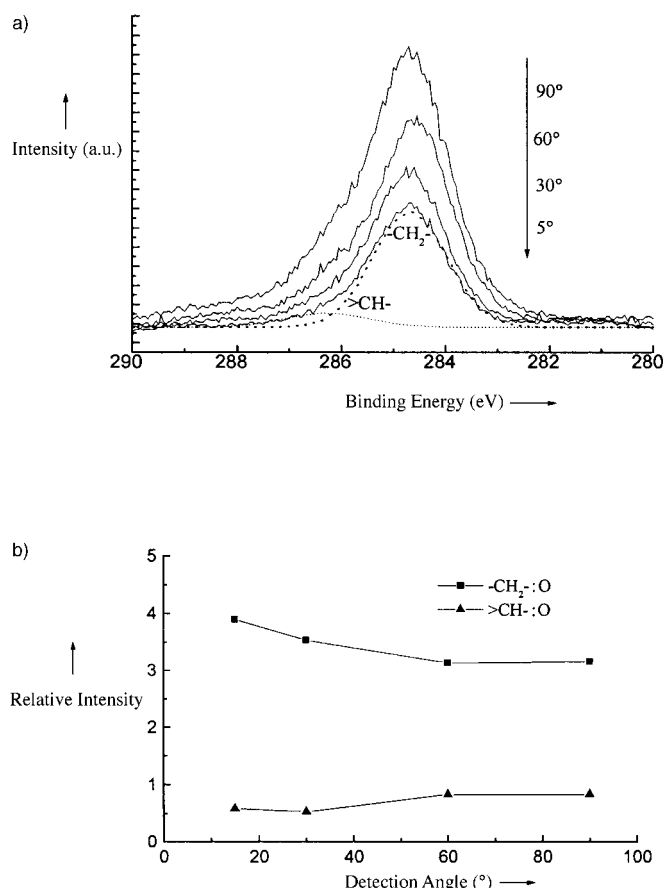 a)
Intensity (a.u.)
90°
60°
30°
5°
-CH₂-
>CH-
290 288 286 284 282 280
Binding Energy (eV)
b)
5
-CH₂-:O
>CH-:O
4
3
Relative Intensity
2
1
0
0 20 40 60 80 100
Detection Angle (°)